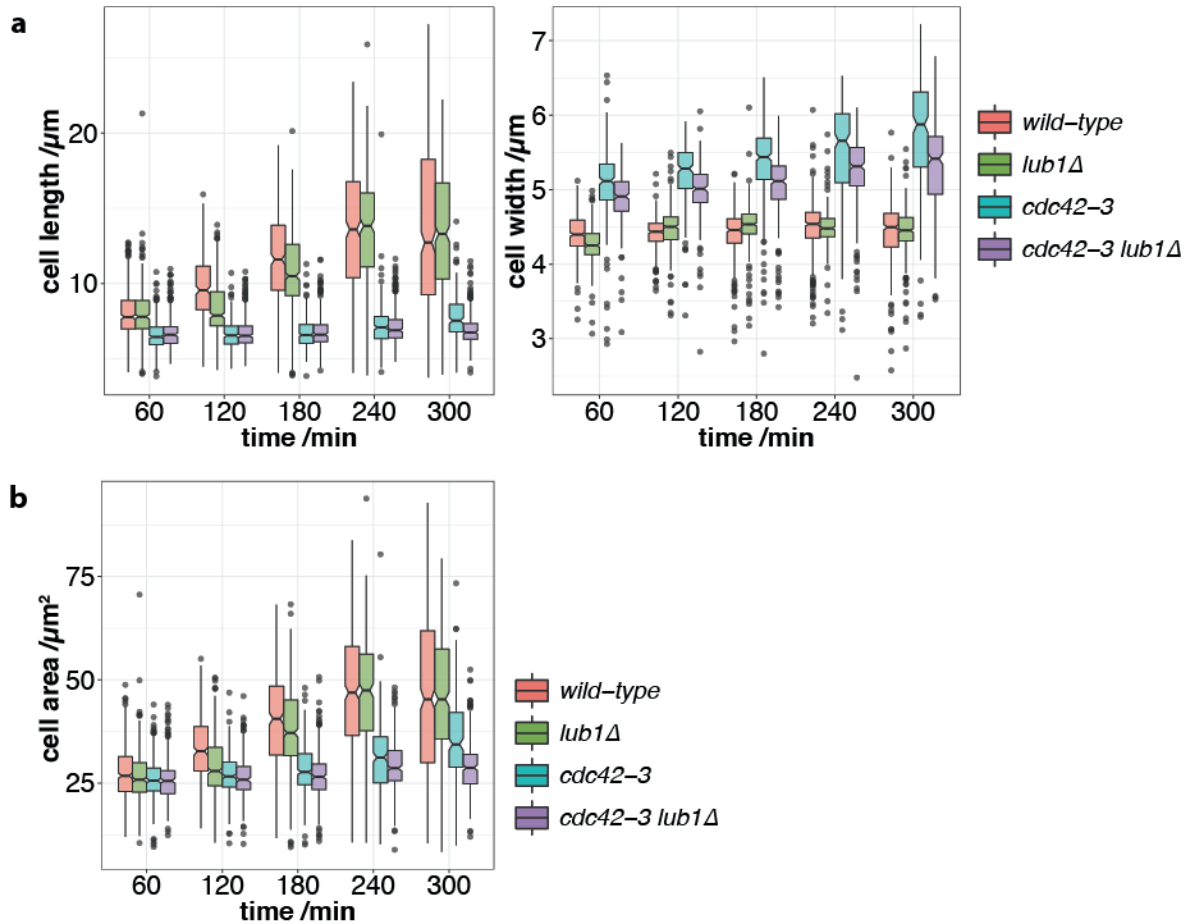 a
cell length /µm
20
10
60 120 180 240 300
time /min
cell width /µm
7
6
5
4
3
60 120 180 240 300
time /min
wild-type
lub1Δ
cdc42-3
cdc42-3 lub1Δ
b
cell area /µm²
75
50
25
60 120 180 240 300
time /min
wild-type
lub1Δ
cdc42-3
cdc42-3 lub1Δ